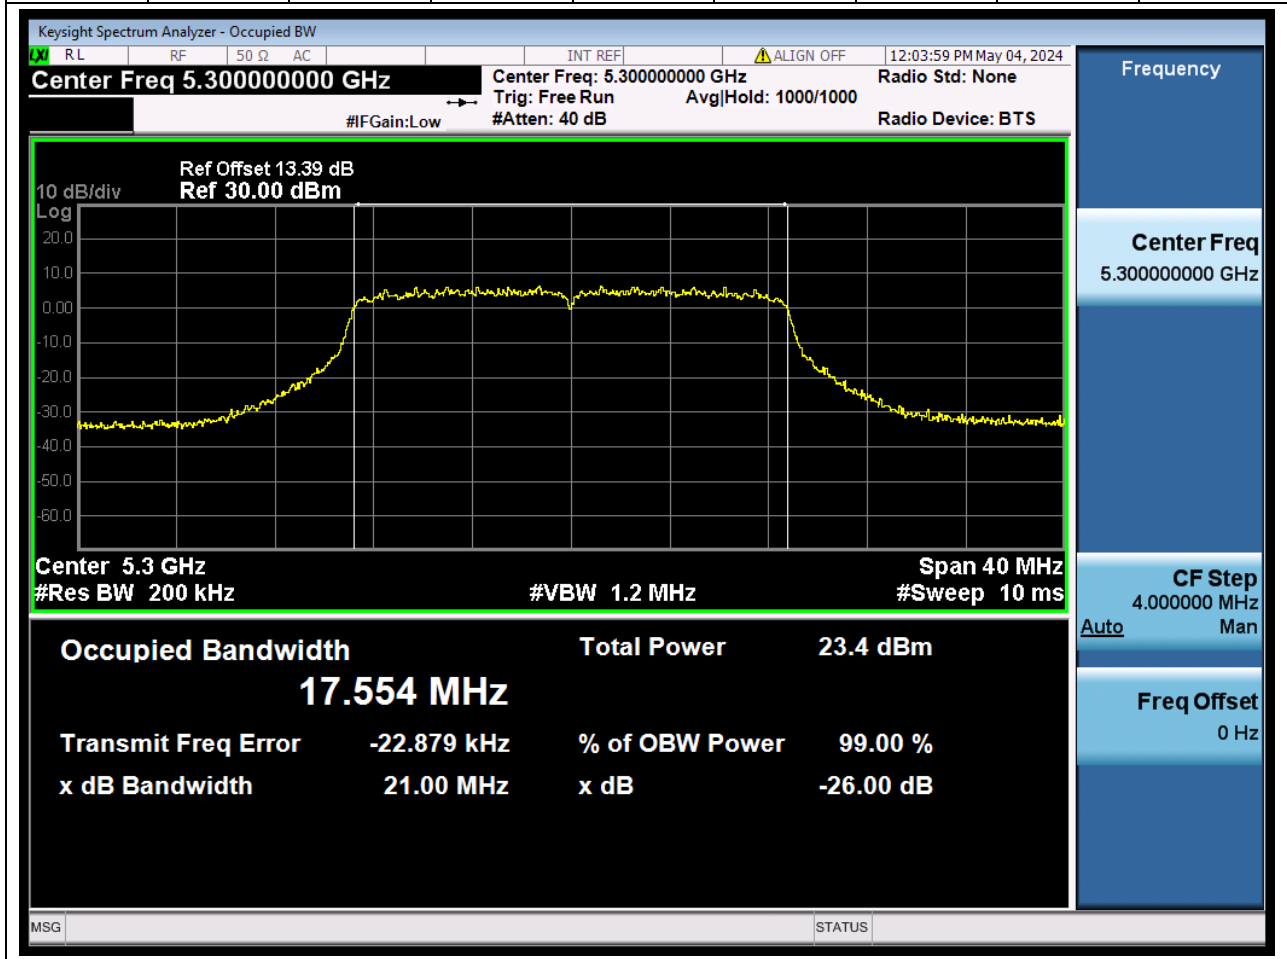 Keysight Spectrum Analyzer - Occupied BW
LXI RL RF 50 Ω AC INT REF ALIGN OFF 12:03:59 PM May 04, 2024
Center Freq 5.300000000 GHz Center Freq: 5.300000000 GHz Radio Std: None
Trig: Free Run Avg|Hold: 1000/1000
#IFGain:Low #Atten: 40 dB Radio Device: BTS
Ref Offset 13.39 dB
10 dB/div Ref 30.00 dBm
Log
20.0
10.0
0.00
-10.0
-20.0
-30.0
-40.0
-50.0
-60.0
Center 5.3 GHz Span 40 MHz
#Res BW 200 kHz #VBW 1.2 MHz #Sweep 10 ms
Occupied Bandwidth Total Power 23.4 dBm
17.554 MHz
Transmit Freq Error -22.879 kHz % of OBW Power 99.00 %
x dB Bandwidth 21.00 MHz x dB -26.00 dB
MSG STATUS
Frequency
Center Freq
5.300000000 GHz
CF Step
4.000000 MHz
Auto Man
Freq Offset
0 Hz